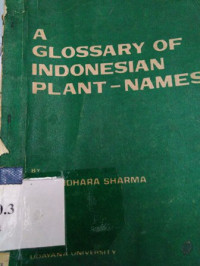 A
GLOSSARY OF
INDONESIAN
PLANT-NAMES
BY
DHARA SHARMA
0.3
UNIVERSITY